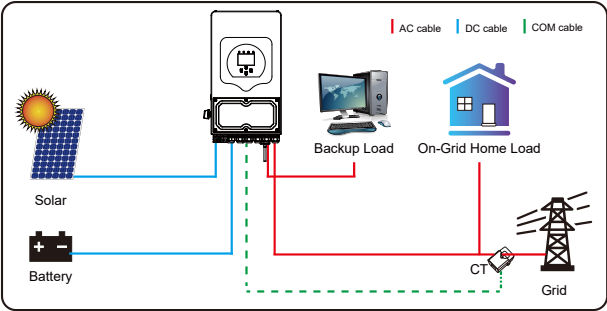 AC cable
DC cable
COM cable
Backup Load
On-Grid Home Load
Solar
Battery
CT
Grid